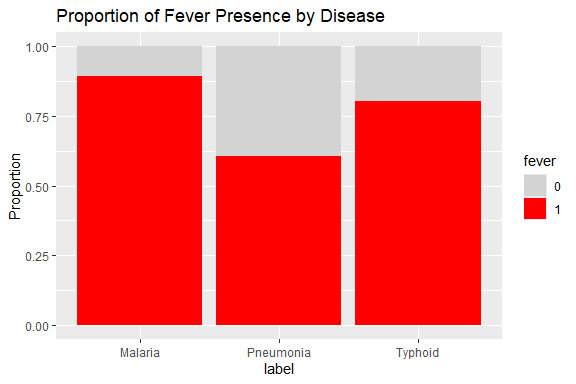 Proportion of Fever Presence by Disease
1.00
0.75
0.50
0.25
0.00
Proportion
Malaria
Pneumonia
Typhoid
label
fever
0
1